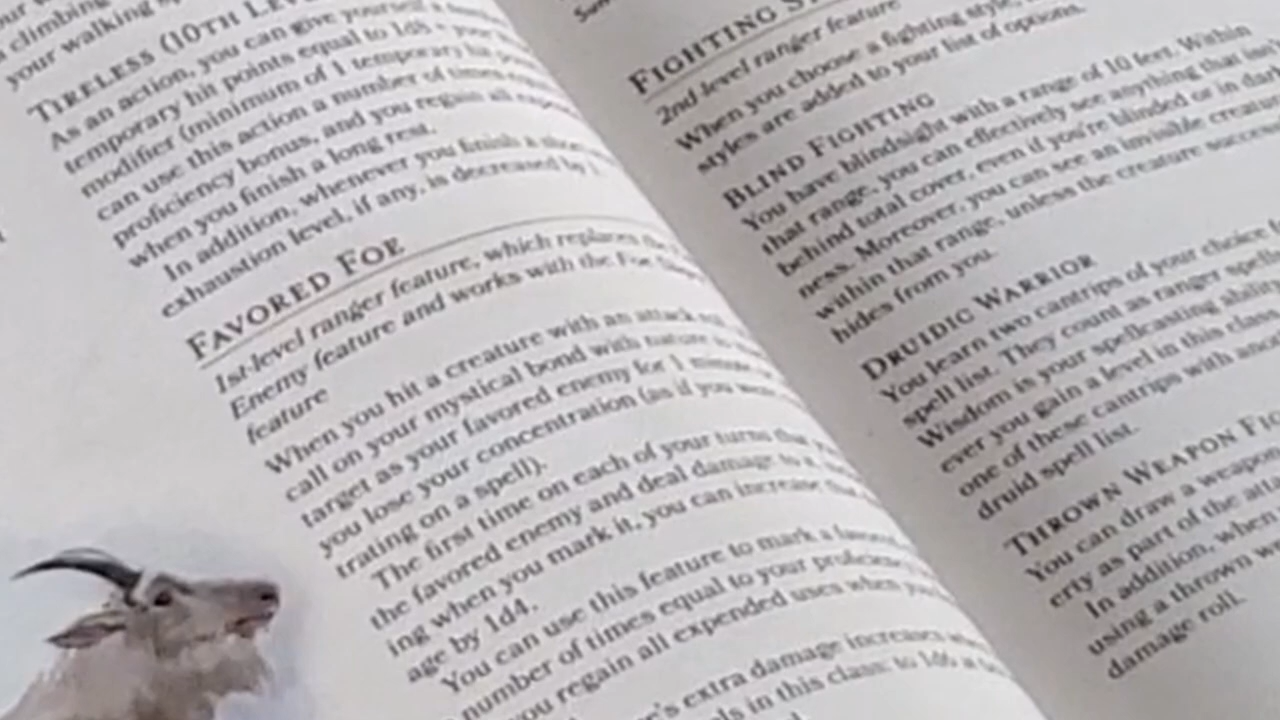 climbing
your walking
TIRELESS (10TH LEV
As an action, you can give yourself
temporary hit points equal to 1d8
modifier (minimum of 1 temporary hit
can use this action a number of times
proficiency bonus, and you regain all
when you finish a long rest.
In addition, whenever you finish a
exhaustion level, if any, is decreased by 1.
FAVORED FOE
1st-level ranger feature, which replaces the
Enemy feature and works with the Foe
feature
When you hit a creature with an attack
call on your mystical bond with nature
target as your favored enemy for 1 minute
you lose your concentration (as if you were
trating on a spell).
The first time on each of your turns that
the favored enemy and deal damage to it,
ing when you mark it, you can increase
age by 1d4.
You can use this feature to mark a favored
number of times equal to your proficiency
you regain all expended uses when you
's extra damage increases when
in this class: to 1d6 at
FIGHTING
2nd-level ranger feature
When you choose a fighting style,
styles are added to your list of options.
BLIND FIGHTING
You have blindsight with a range of 10 feet. Within
that range, you can effectively see anything that isn'
behind total cover, even if you're blinded or in dark
ness. Moreover, you can see an invisible creature
within that range, unless the creature success
hides from you.
DRUIDIC WARRIOR
You learn two cantrips of your choice
spell list. They count as ranger spells
Wisdom is your spellcasting ability
ever you gain a level in this class
one of these cantrips with anot
druid spell list.
THROWN WEAPON FIG
You can draw a weapon
erty as part of the atta
In addition, when
using a thrown w
damage roll.